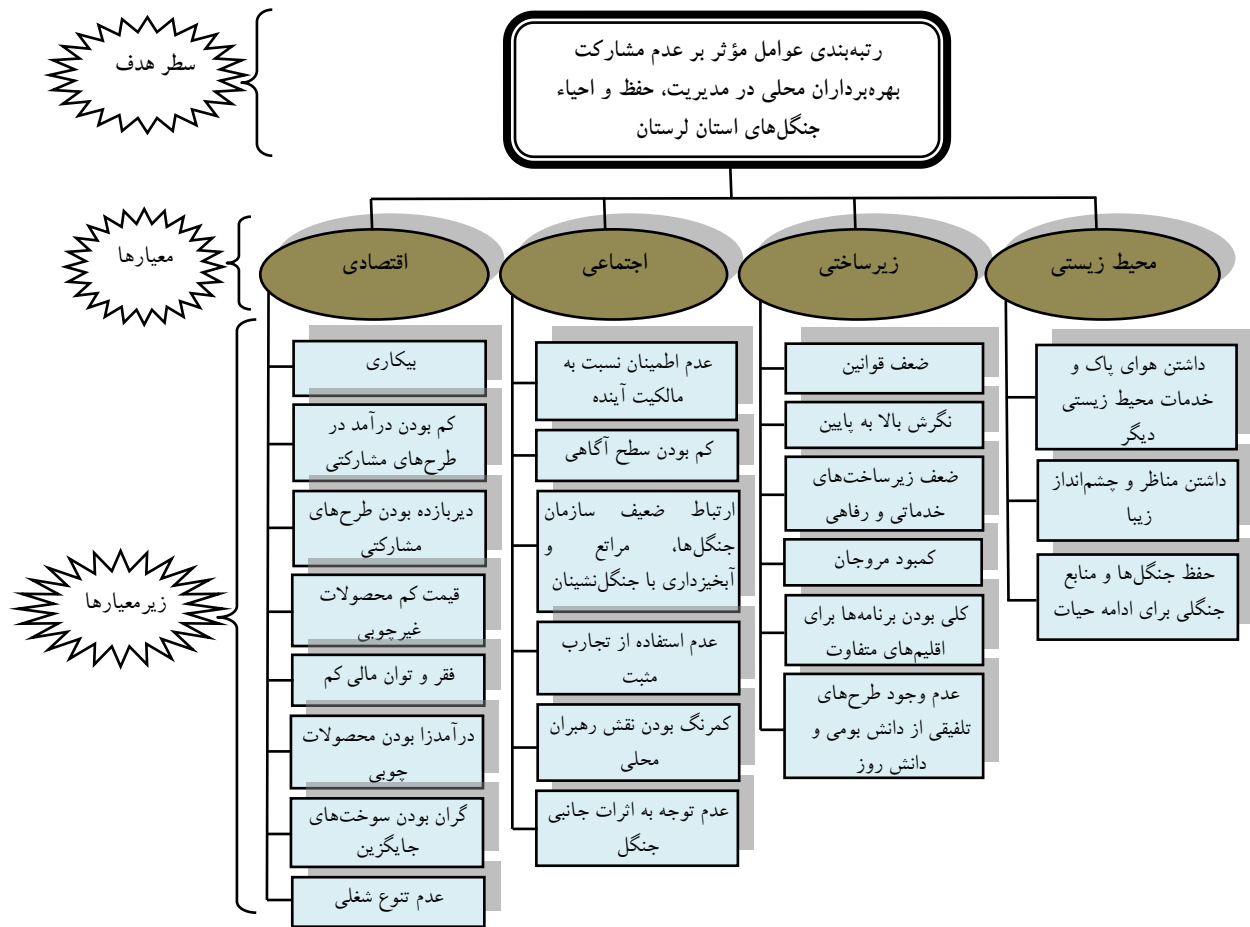 سطر هدف
رتبه‌بندی عوامل مؤثر بر عدم مشارکت
بهره‌برداران محلی در مدیریت، حفظ و احیاء
جنگل‌های استان لرستان
معیارها
محیط زیستی
زیرساختی
اجتماعی
اقتصادی
زیرمعیارها
داشتن هوای پاک و
خدمات محیط زیستی
دیگر
داشتن مناظر و چشم‌انداز
زیبا
حفظ جنگل‌ها و منابع
جنگلی برای ادامه حیات
ضعف قوانین
نگرش بالا به پایین
ضعف زیرساخت‌های
خدماتی و رفاهی
کمبود مروجان
کلی بودن برنامه‌ها برای
اقلیم‌های متفاوت
عدم وجود طرح‌های
تلفیقی از دانش بومی و
دانش روز
عدم اطمینان نسبت به
مالکیت آینده
کم بودن سطح آگاهی
ارتباط ضعیف سازمان
جنگل‌ها، مراتع و
آبخیزداری با جنگل‌نشینان
عدم استفاده از تجارب
مثبت
کمرنگ بودن نقش رهبران
محلی
عدم توجه به اثرات جانبی
جنگل
بیکاری
کم بودن درآمد در
طرح‌های مشارکتی
دیربازده بودن طرح‌های
مشارکتی
قیمت کم محصولات
غیرچوبی
فقر و توان مالی کم
درآمدزا بودن محصولات
چوبی
گران بودن سوخت‌های
جایگزین
عدم تنوع شغلی